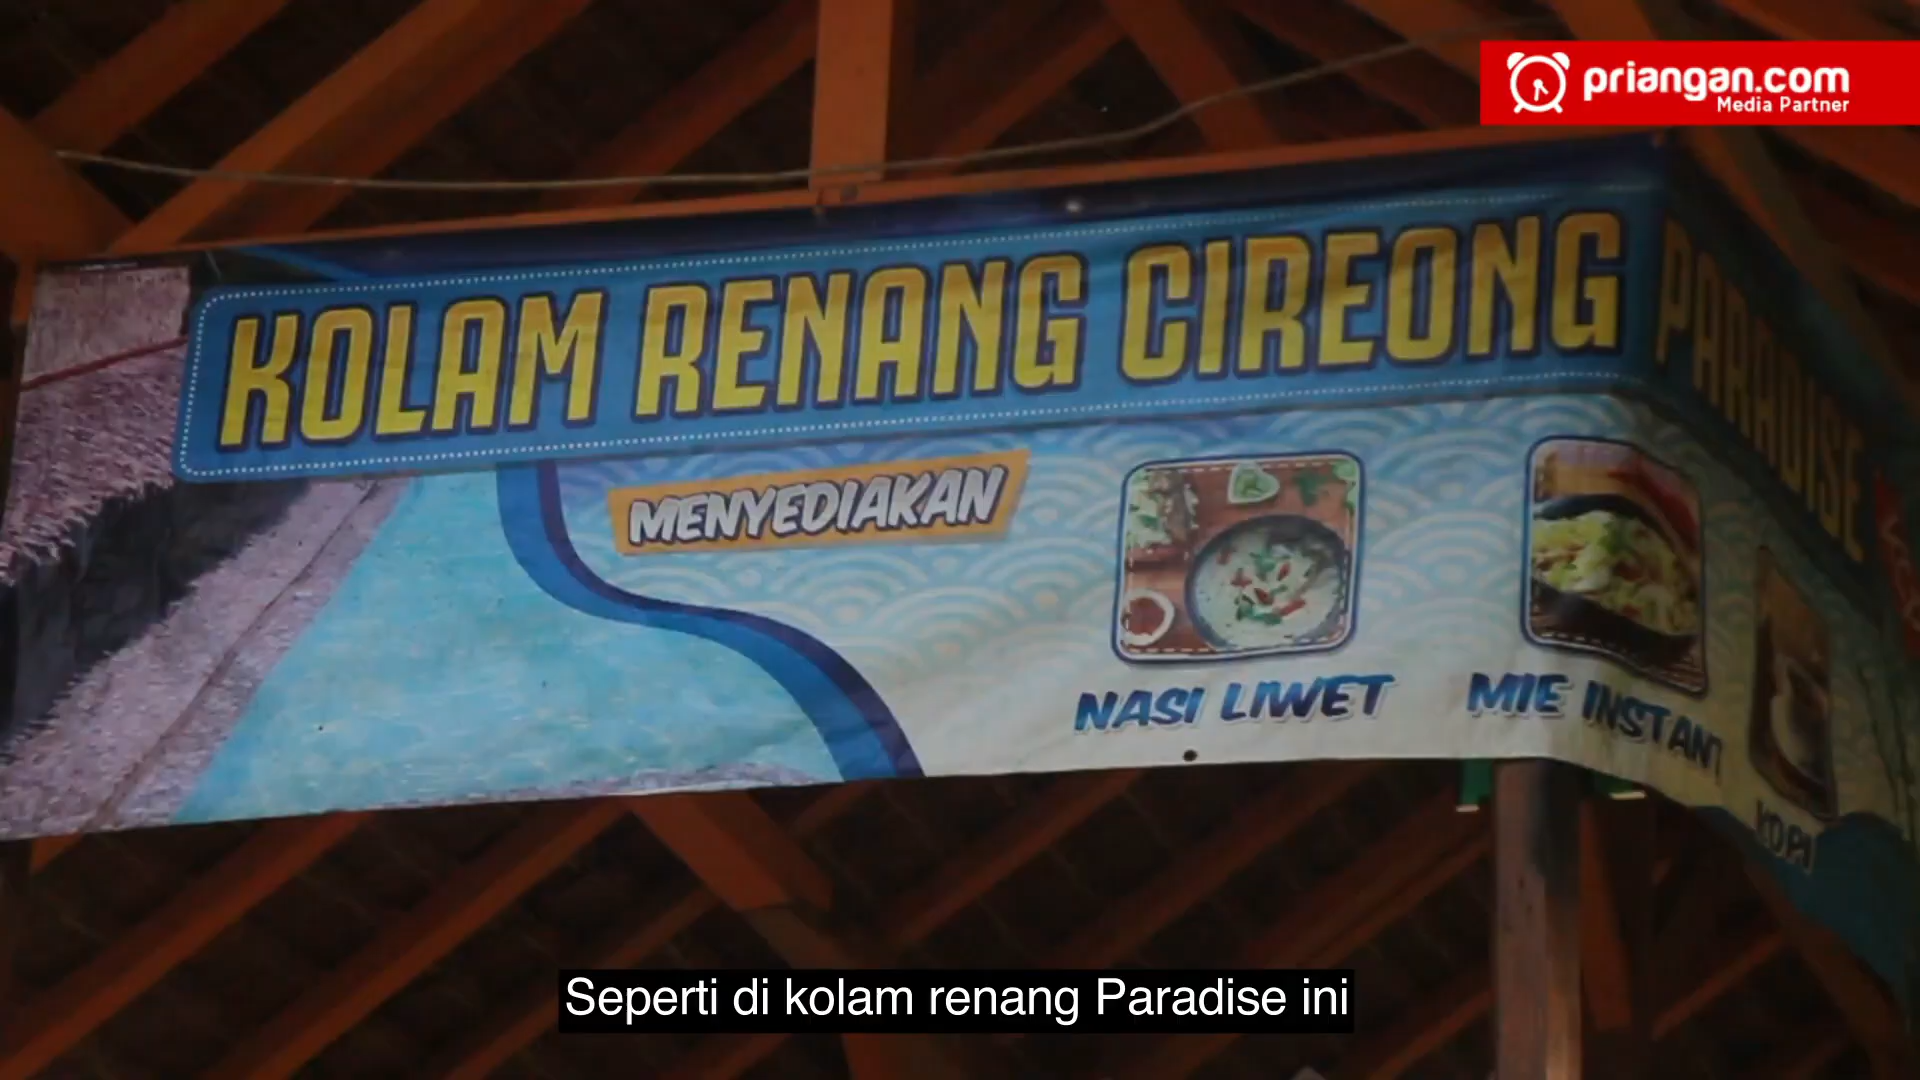 priangan.com
Media Partner
KOLAM RENANG CIREONG PARADISE
MENYEDIAKAN
NASI LIWET
MIE INSTANT
KOPI
Seperti di kolam renang Paradise ini